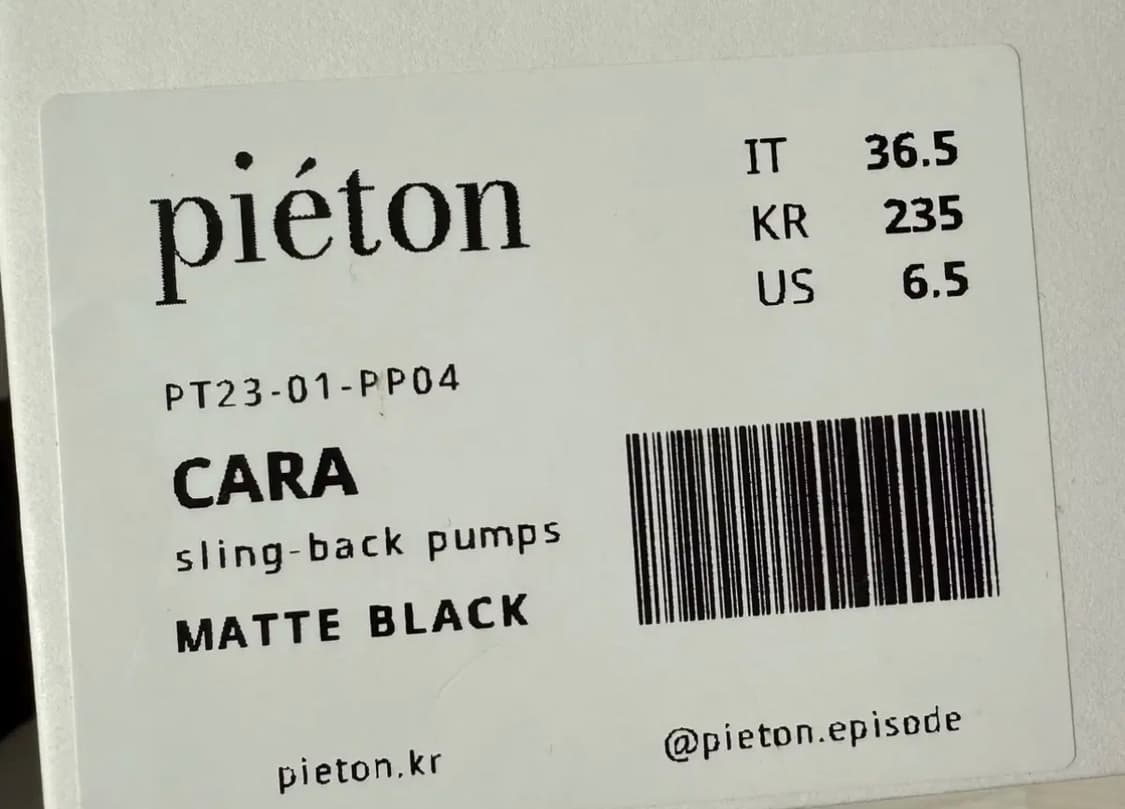 piéton
IT 36.5
KR 235
US 6.5
PT23-01-PP04
CARA
sling-back pumps
MATTE BLACK
pieton.kr
@pieton.episode